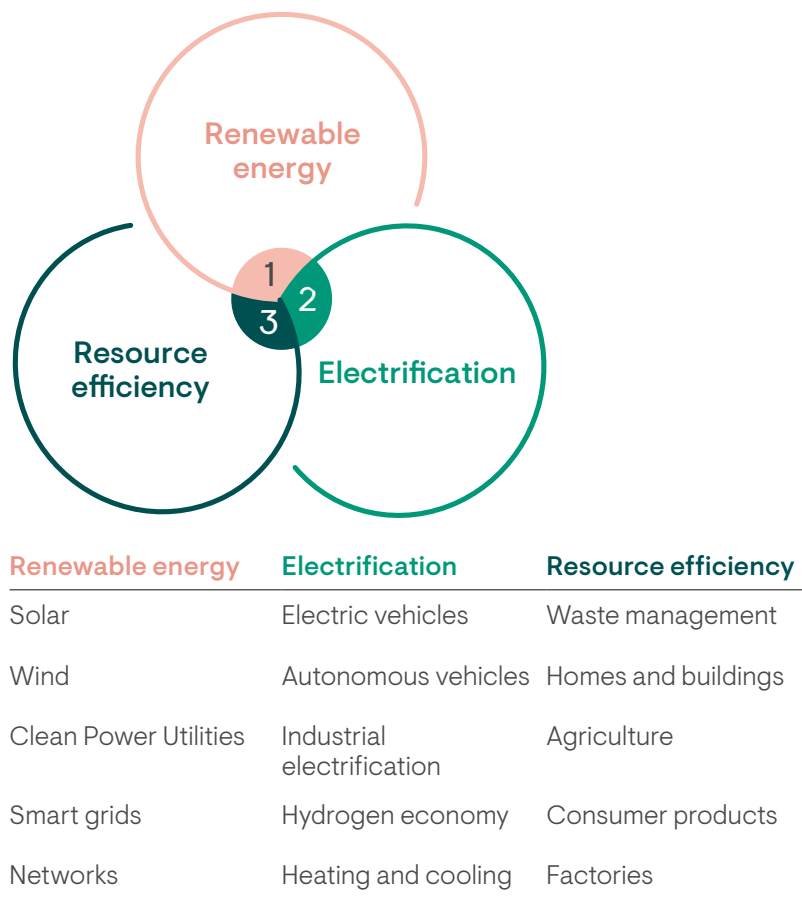 Renewable
energy
1
2
3
Resource
efficiency
Electrification
Renewable energy Electrification Resource efficiency
Solar Electric vehicles Waste management
Wind Autonomous vehicles Homes and buildings
Clean Power Utilities Industrial Agriculture
electrification
Smart grids Hydrogen economy Consumer products
Networks Heating and cooling Factories